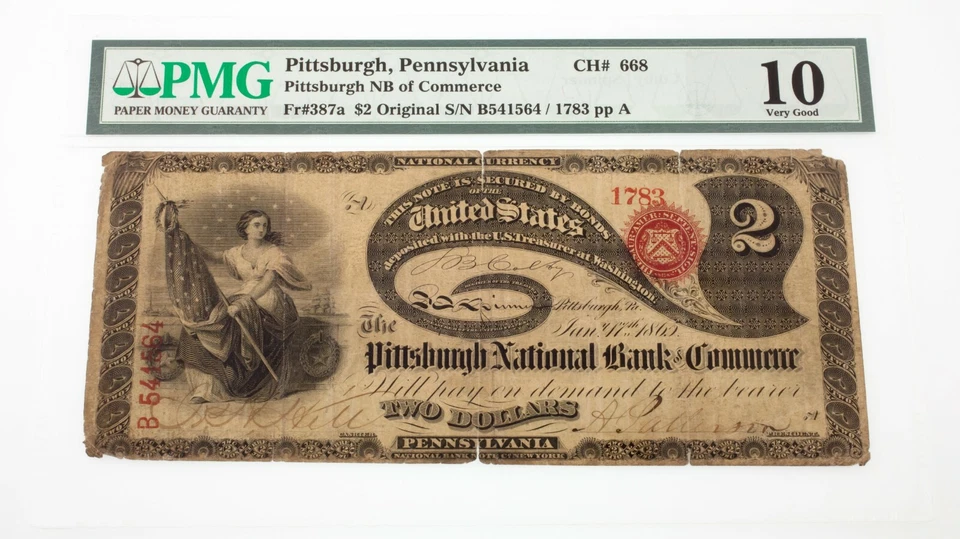 PMG
PAPER MONEY GUARANTY
Pittsburgh, Pennsylvania CH# 668
Pittsburgh NB of Commerce
Fr#387a $2 Original S/N B541564 / 1783 pp A
10
Very Good
NATIONAL CURRENCY
THIS NOTE IS SECURED BY BONDS
OF THE
United States
deposited with the U.S. Treasurer at Washington
1783
2
Pittsburgh, Pa.
The
Pittsburgh National Bank of Commerce
Will pay on demand to the bearer
TWO DOLLARS
B 541564
CASHIER.
PRESIDENT.
PENNSYLVANIA